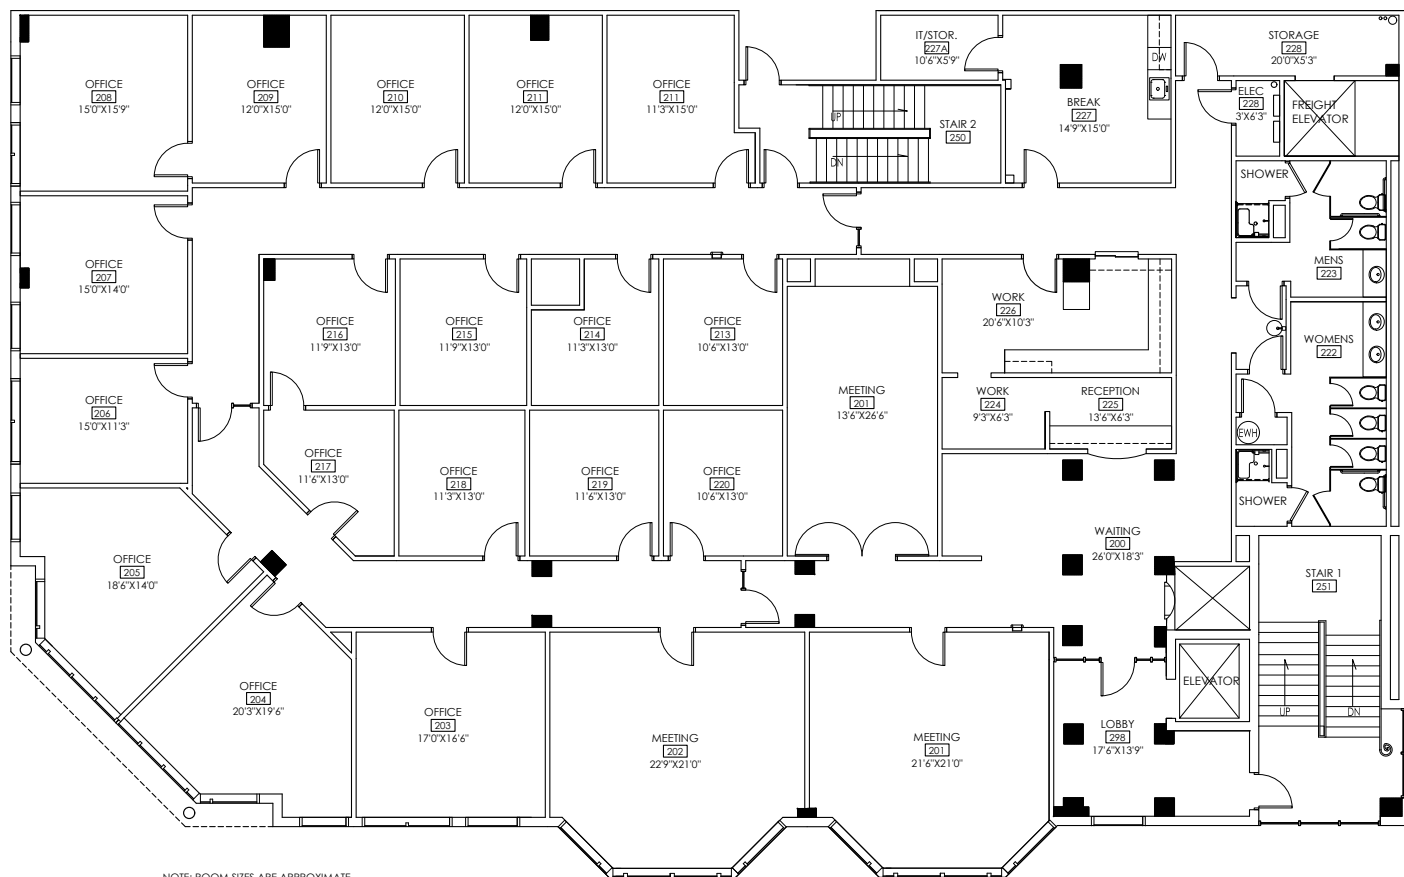 OFFICE
208
15'0"X15'9"
OFFICE
209
12'0"X15'0"
OFFICE
210
12'0"X15'0"
OFFICE
211
12'0"X15'0"
OFFICE
211
11'3"X15'0"
IT/STOR.
227A
10'6"X5'9"
DW
BREAK
227
14'9"X15'0"
STORAGE
228
20'0"X5'3"
ELEC
228
3'X6'3"
FREIGHT
ELEVATOR
UP
DN
STAIR 2
250
SHOWER
MENS
223
WOMENS
222
EWH
SHOWER
OFFICE
207
15'0"X14'0"
OFFICE
206
15'0"X11'3"
OFFICE
216
11'9"X13'0"
OFFICE
215
11'9"X13'0"
OFFICE
214
11'3"X13'0"
OFFICE
213
10'6"X13'0"
WORK
226
20'6"X10'3"
MEETING
201
13'6"X26'6"
WORK
224
9'3"X6'3"
RECEPTION
225
13'6"X6'3"
OFFICE
217
11'6"X13'0"
OFFICE
218
11'3"X13'0"
OFFICE
219
11'6"X13'0"
OFFICE
220
10'6"X13'0"
WAITING
200
26'0"X18'3"
OFFICE
205
18'6"X14'0"
STAIR 1
251
UP
DN
OFFICE
204
20'3"X19'6"
OFFICE
203
17'0"X16'6"
MEETING
202
22'9"X21'0"
MEETING
201
21'6"X21'0"
ELEVATOR
LOBBY
298
17'6"X13'9"
NOTE: ROOM SIZES ARE APPROXIMATE